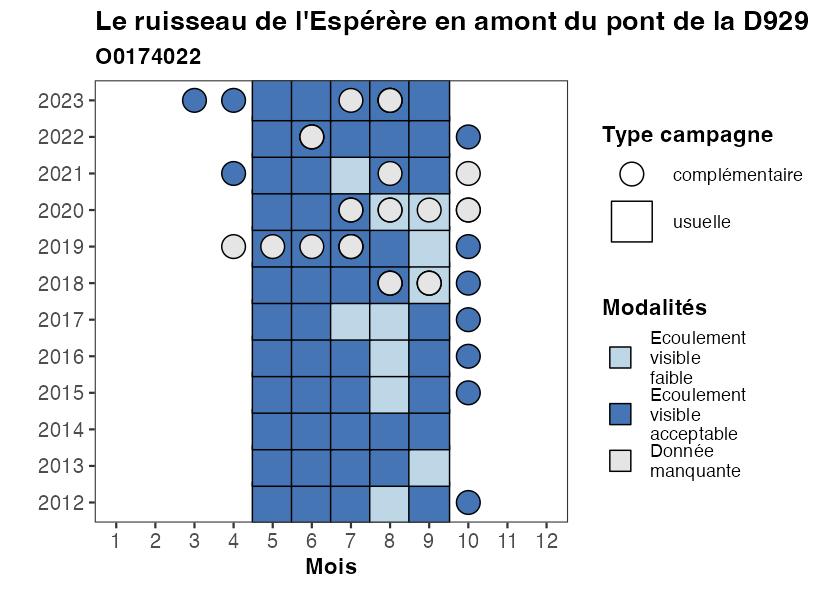 Le ruisseau de l'Espérère en amont du pont de la D929
O0174022
2023
2022
2021
2020
2019
2018
2017
2016
2015
2014
2013
2012
1 2 3 4 5 6 7 8 9 10 11 12
Mois
Type campagne
complémentaire
usuelle
Modalités
Ecoulement
visible
faible
Ecoulement
visible
acceptable
Donnée
manquante